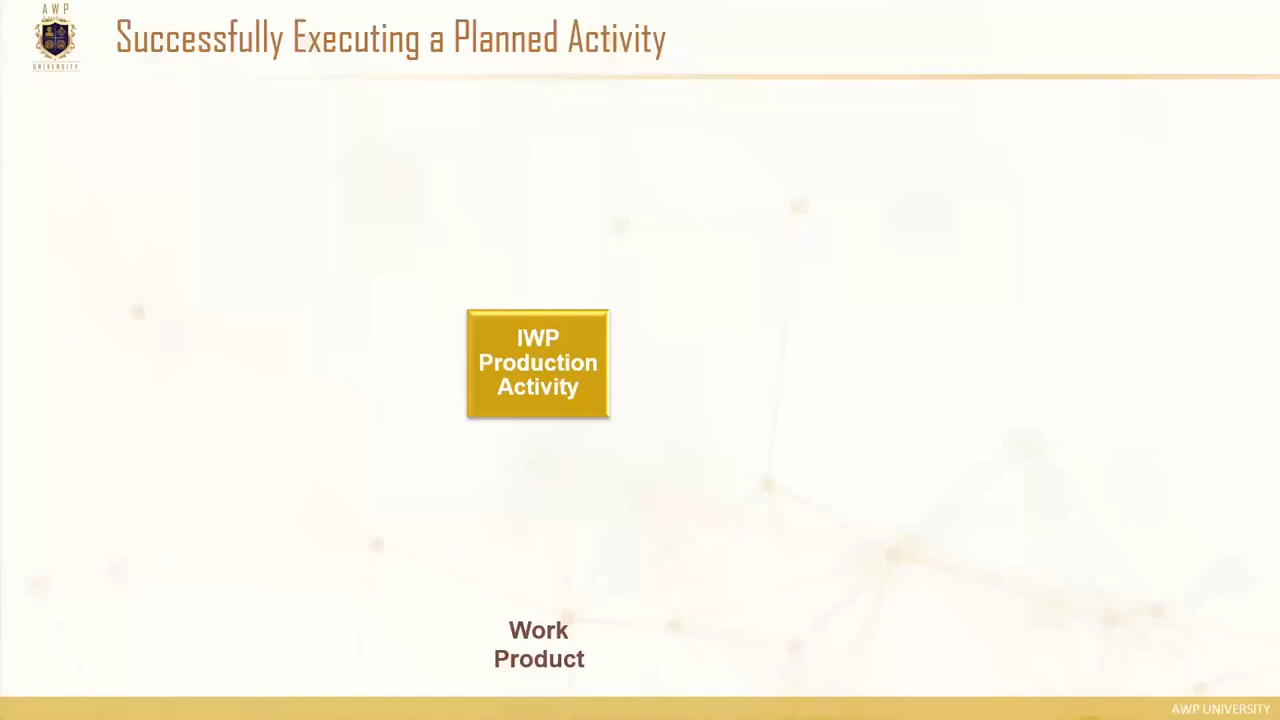 AWP
UNIVERSITY
Successfully Executing a Planned Activity
IWP
Production
Activity
Work
Product
AWP UNIVERSITY